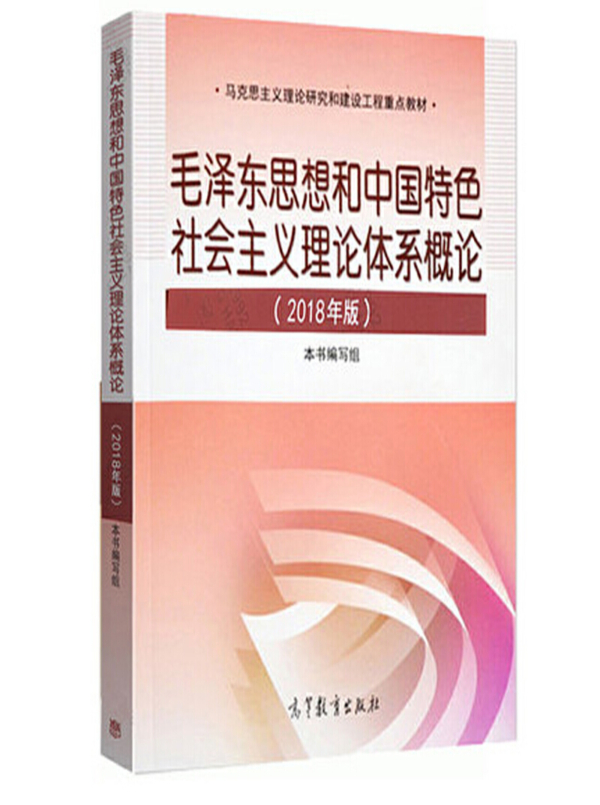 ·马克思主义理论研究和建设工程重点教材·
毛泽东思想和中国特色
社会主义理论体系概论
（2018年版）
本书编写组
高等教育出版社
毛泽东思想和中国特色社会主义理论体系概论
（2018年版）
本书编写组